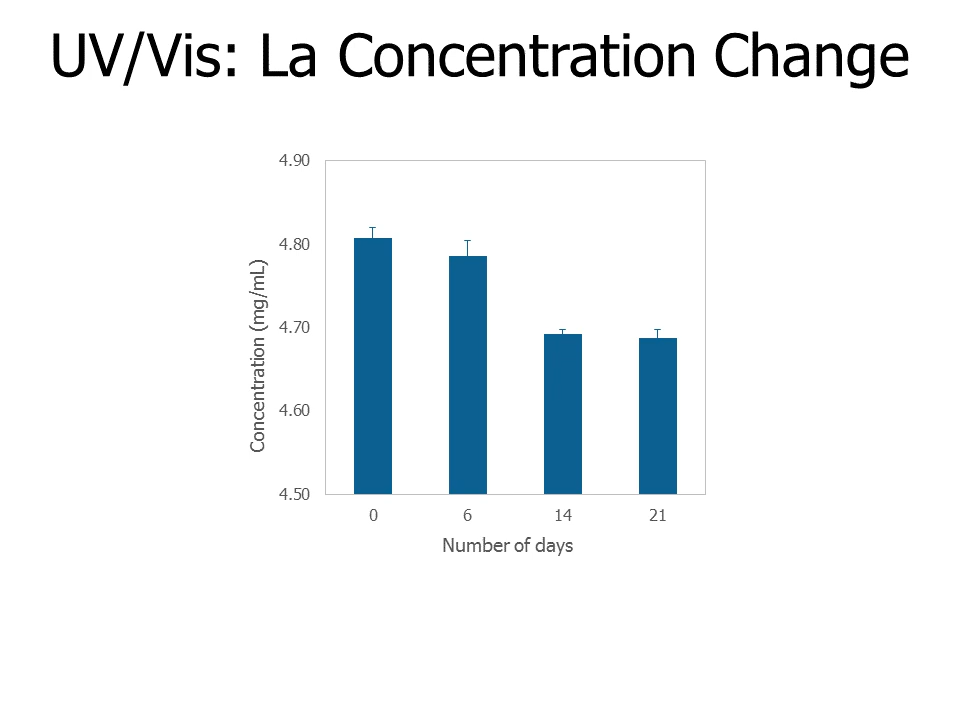 UV/Vis: La Concentration Change
4.90
4.80
4.70
4.60
4.50
Concentration (mg/mL)
0 6 14 21
Number of days